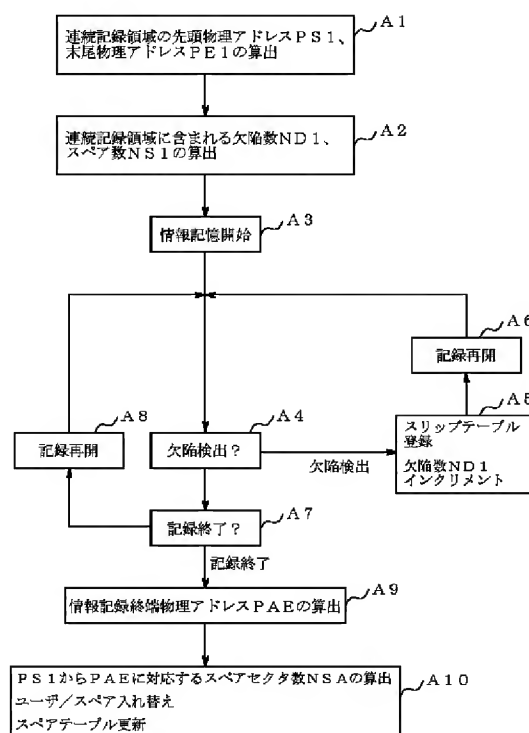 A1
連続記録領域の先頭物理アドレスPS1、
末尾物理アドレスPE1の算出
A2
連続記録領域に含まれる欠陥数ND1、
スペア数NS1の算出
A3
情報記憶開始
A6
記録再開
A8
記録再開
A4
欠陥検出?
欠陥検出
A5
スリップテーブル
登録
欠陥数ND1
インクリメント
A7
記録終了?
記録終了
A9
情報記録終端物理アドレスPAEの算出
A10
PS1からPAEに対応するスペアセクタ数NSAの算出
ユーザ/スペア入れ替え
スペアテーブル更新